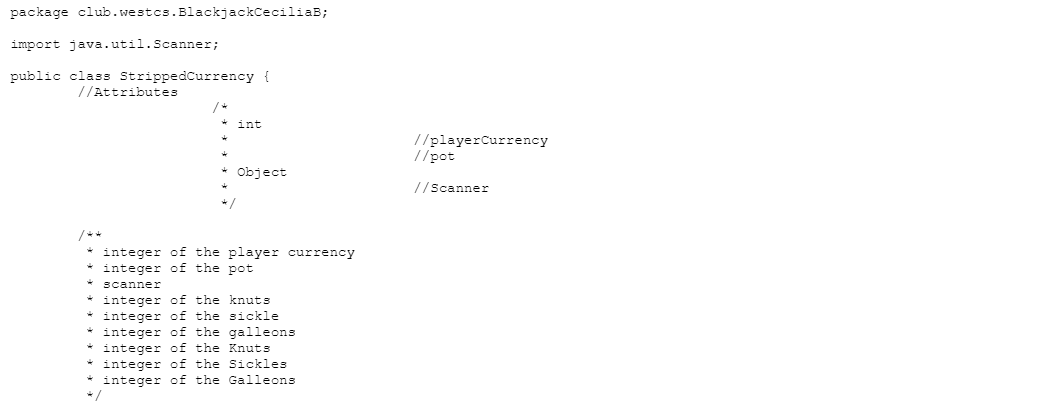 package club.westcs.BlackjackCeciliaB;
import java.util.Scanner;
public class StrippedCurrency {
//Attributes
/*
* int
* //playerCurrency
* //pot
* Object
* //Scanner
*/
/**
* integer of the player currency
* integer of the pot
* scanner
* integer of the knuts
* integer of the sickle
* integer of the galleons
* integer of the Knuts
* integer of the Sickles
* integer of the Galleons
*/